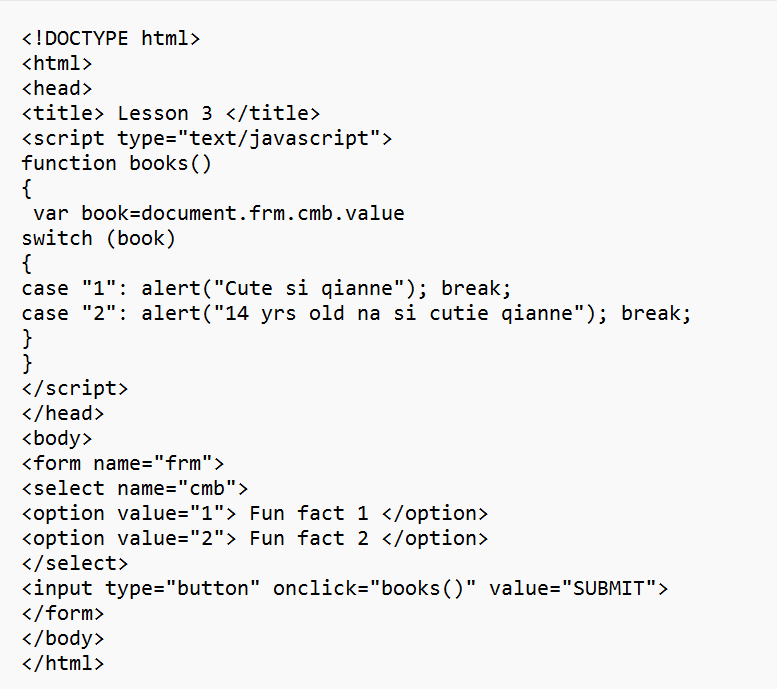 <!DOCTYPE html>
<html>
<head>
<title> Lesson 3 </title>
<script type="text/javascript">
function books()
{
 var book=document.frm.cmb.value
switch (book)
{
case "1": alert("Cute si qianne"); break;
case "2": alert("14 yrs old na si cutie qianne"); break;
}
}
</script>
</head>
<body>
<form name="frm">
<select name="cmb">
<option value="1"> Fun fact 1 </option>
<option value="2"> Fun fact 2 </option>
</select>
<input type="button" onclick="books()" value="SUBMIT">
</form>
</body>
</html>